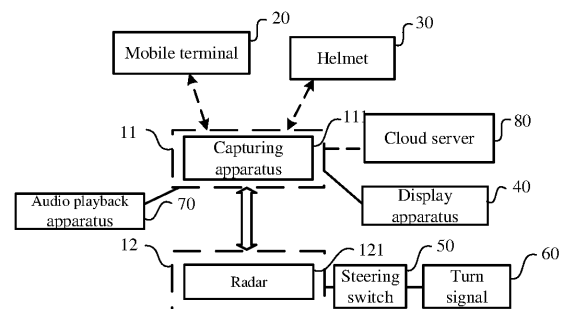 20
30
Mobile terminal
Helmet
11
111
80
Capturing
apparatus
Cloud server
Audio playback
apparatus
70
Display
apparatus
40
12
121
50
60
Radar
Steering
switch
Turn
signal